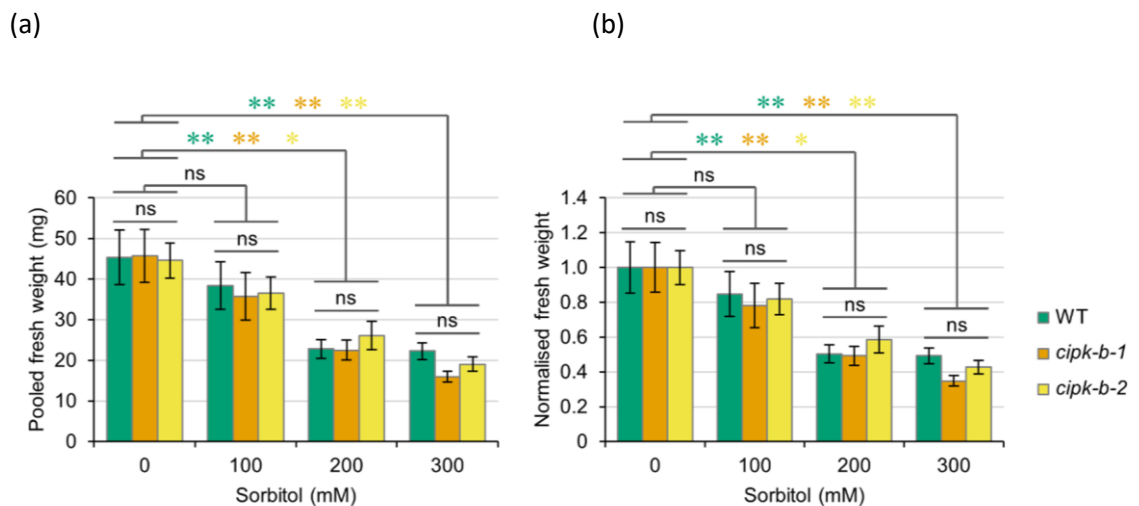 (a)
** ** **
** ** *
ns
ns
ns
ns
ns
Pooled fresh weight (mg)
60
50
40
30
20
10
0
0 100 200 300
Sorbitol (mM)
(b)
** ** **
** ** *
ns
ns
ns
ns
ns
Normalised fresh weight
1.4
1.2
1.0
0.8
0.6
0.4
0.2
0
0 100 200 300
Sorbitol (mM)
WT
cipk-b-1
cipk-b-2